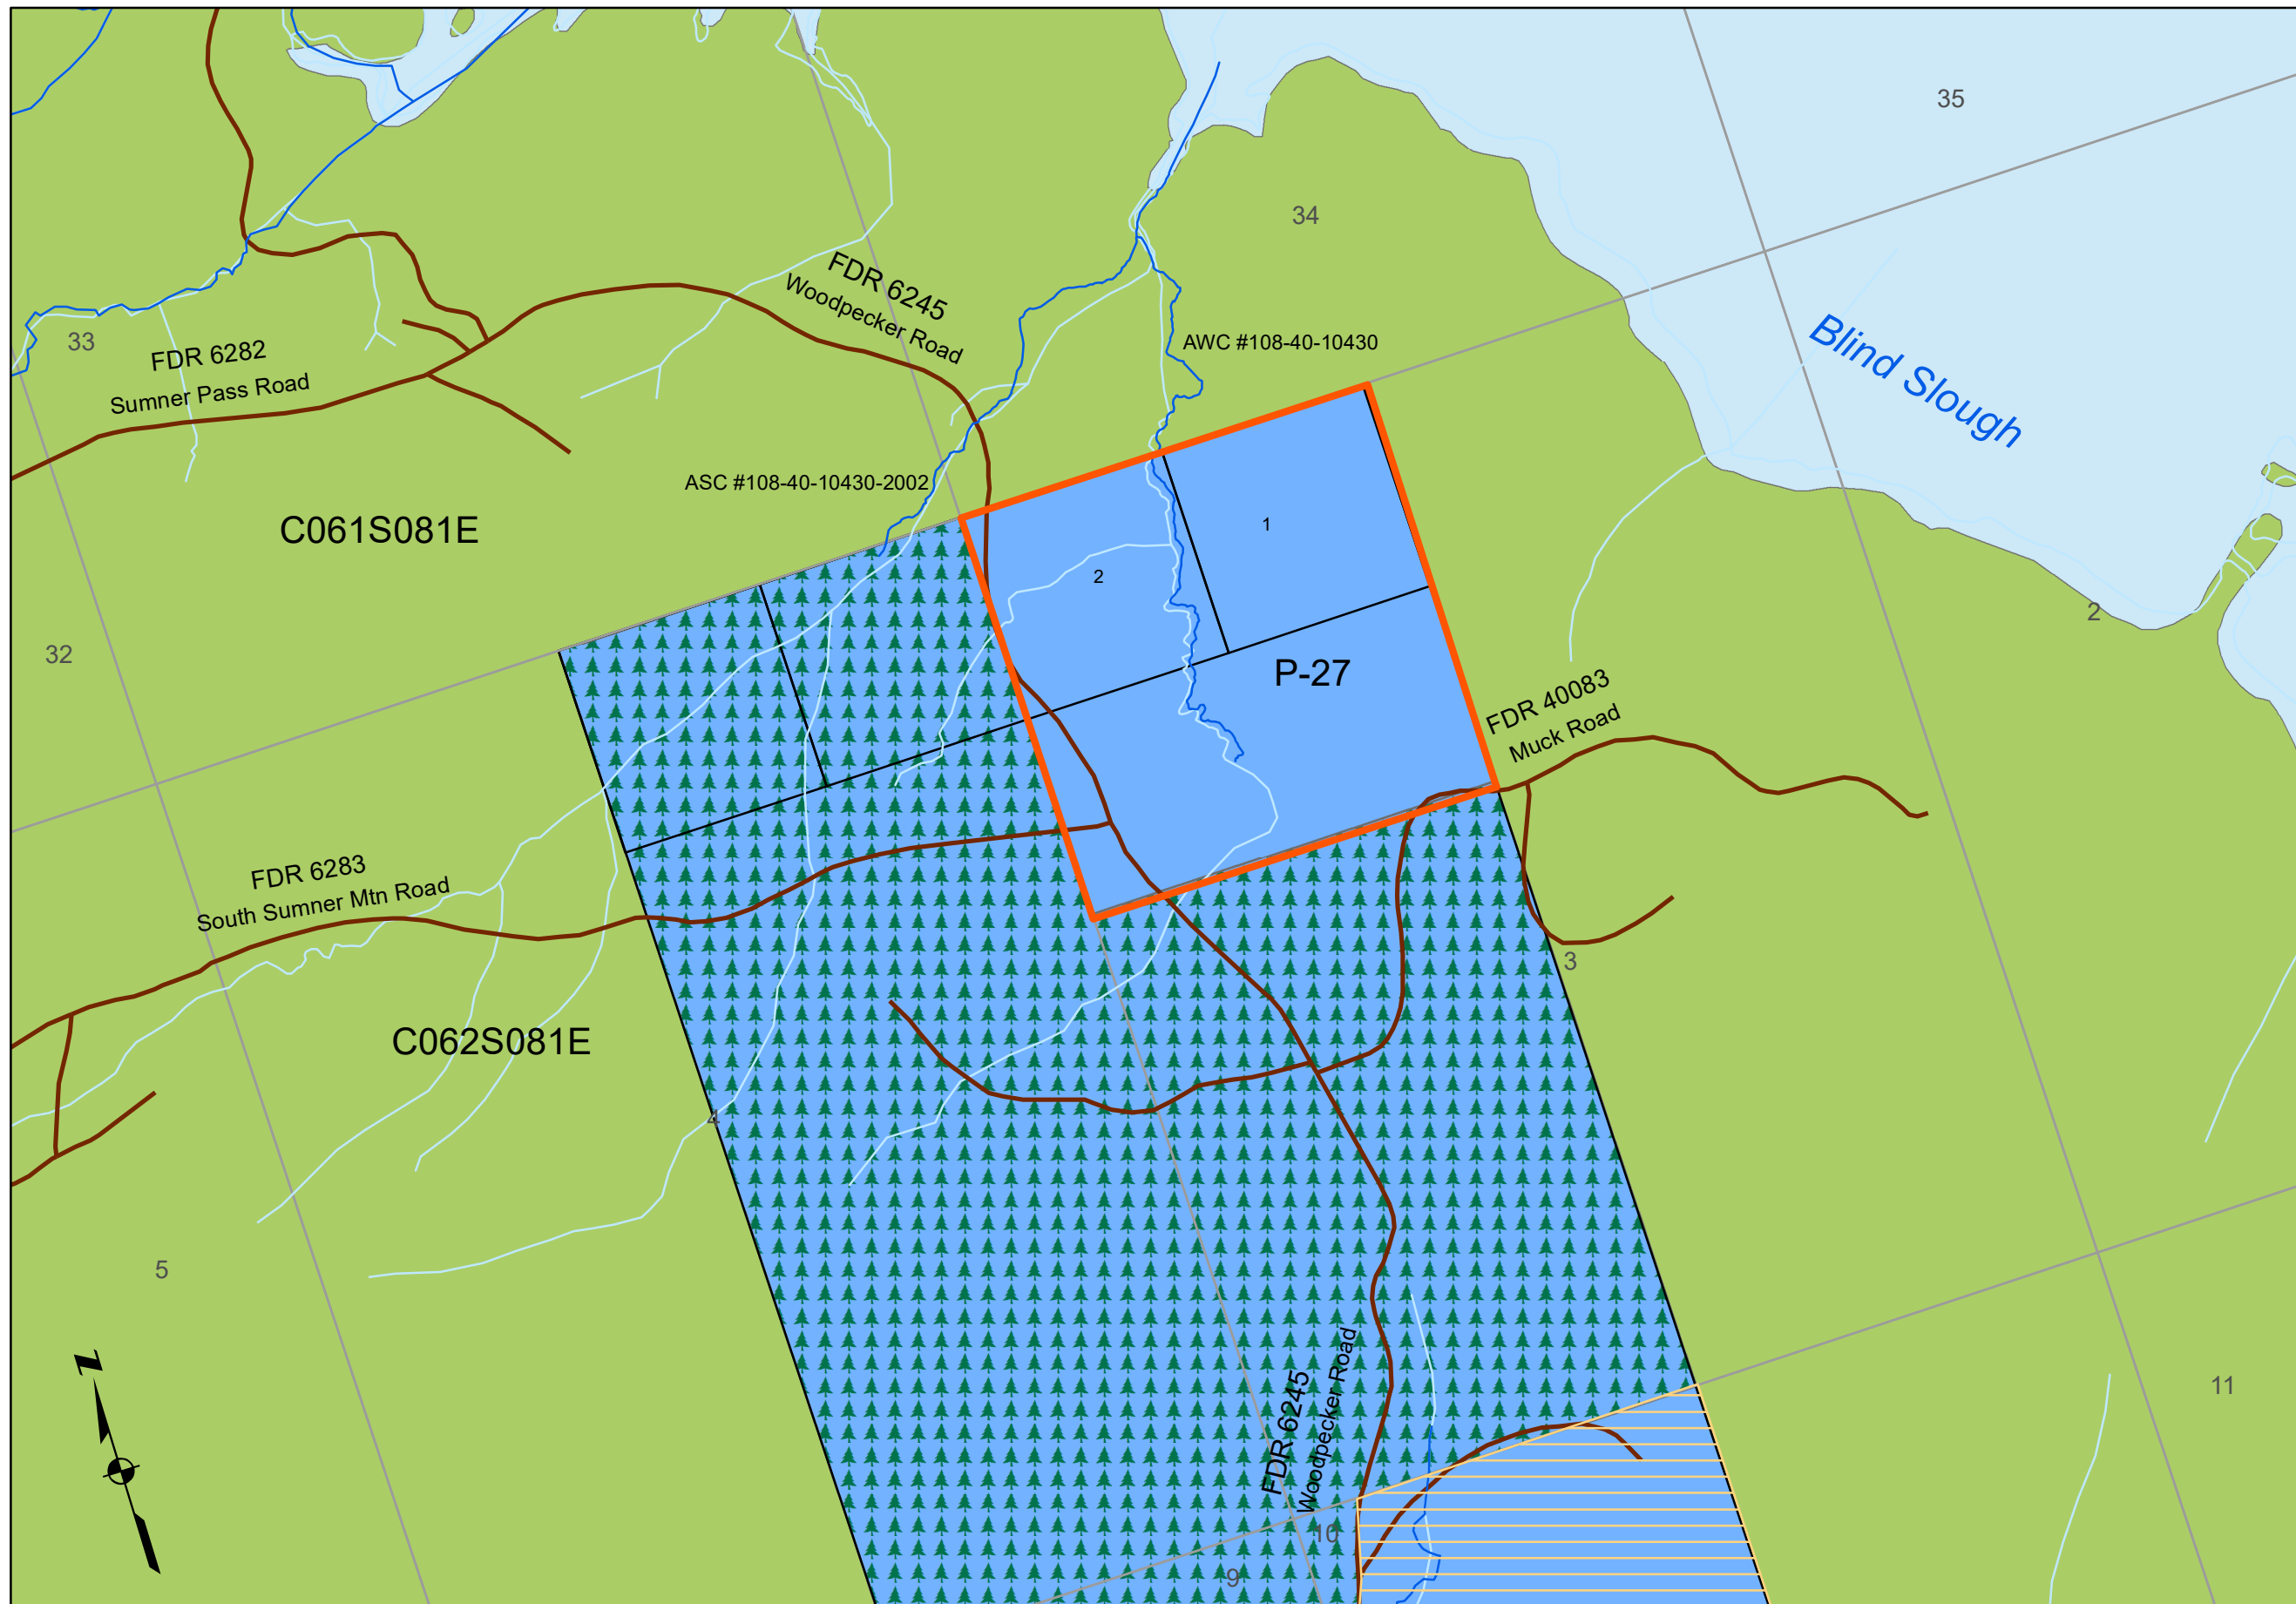 35
34
FDR 6245
Woodpecker Road
33
FDR 6282
Sumner Pass Road
AWC #108-40-10430
Blind Slough
ASC #108-40-10430-2002
C061S081E
1
2
2
32
P-27
FDR 40083
Muck Road
FDR 6283
South Sumner Mtn Road
3
C062S081E
4
5
N
FDR 6245
Woodpecker Road
11
10
9